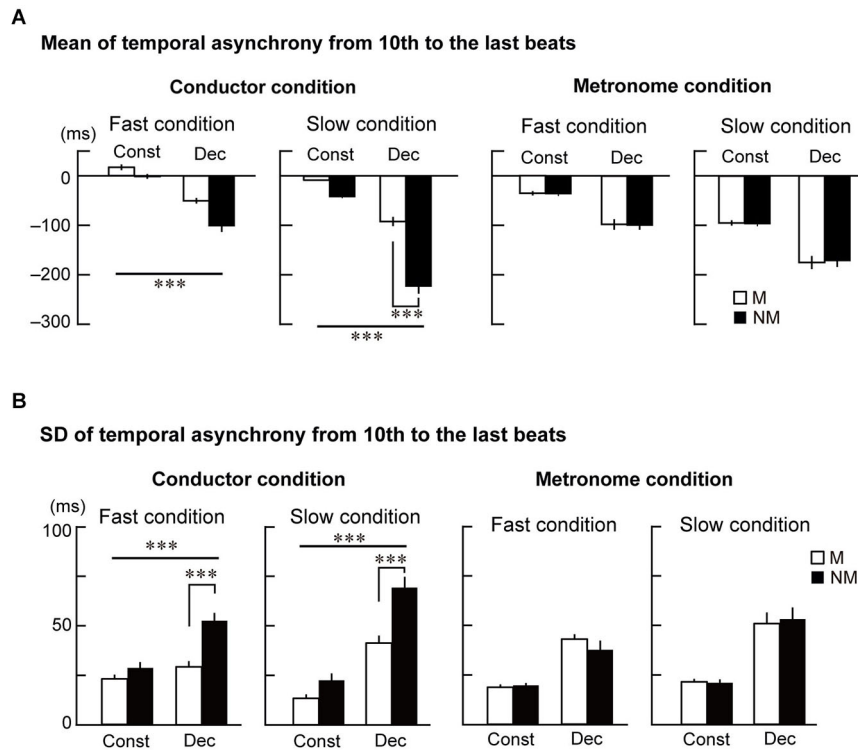 A
Mean of temporal asynchrony from 10th to the last beats
Conductor condition
Metronome condition
(ms)
Fast condition
Slow condition
Fast condition
Slow condition
Const Dec
Const Dec
Const Dec
Const Dec
0
–100
–200
–300
***
***
***
M
NM
B
SD of temporal asynchrony from 10th to the last beats
Conductor condition
Metronome condition
(ms)
Fast condition
Slow condition
Fast condition
Slow condition
100
50
0
***
***
***
***
M
NM
Const Dec
Const Dec
Const Dec
Const Dec